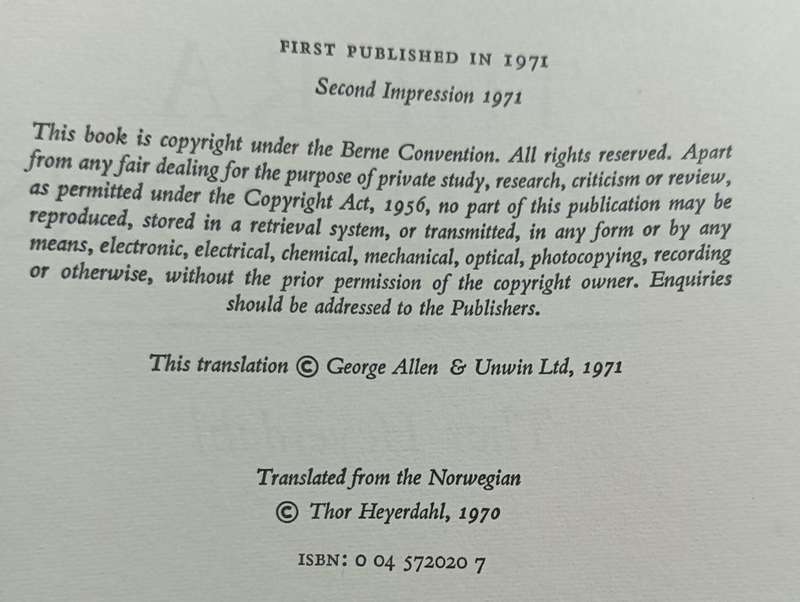 FIRST PUBLISHED IN 1971
Second Impression 1971
This book is copyright under the Berne Convention. All rights reserved. Apart
from any fair dealing for the purpose of private study, research, criticism or review,
as permitted under the Copyright Act, 1956, no part of this publication may be
reproduced, stored in a retrieval system, or transmitted, in any form or by any
means, electronic, electrical, chemical, mechanical, optical, photocopying, recording
or otherwise, without the prior permission of the copyright owner. Enquiries
should be addressed to the Publishers.
This translation © George Allen & Unwin Ltd, 1971
Translated from the Norwegian
© Thor Heyerdahl, 1970
ISBN: 0 04 572020 7